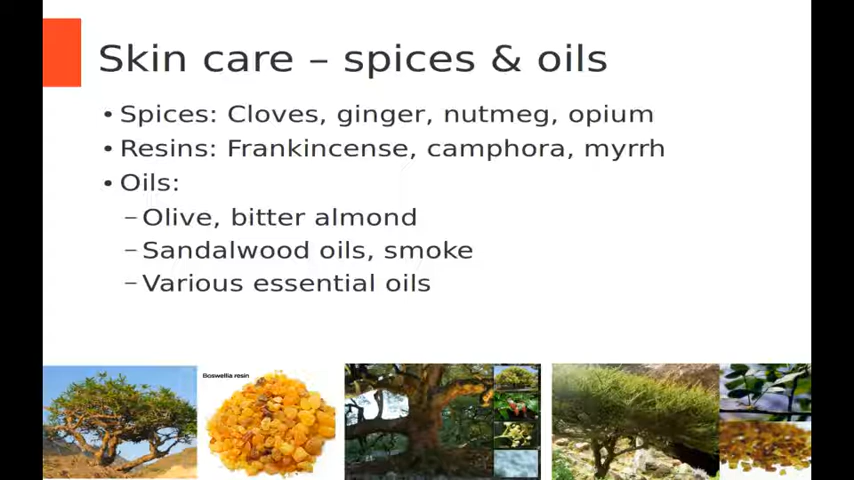 Skin care – spices & oils
• Spices: Cloves, ginger, nutmeg, opium
• Resins: Frankincense, camphora, myrrh
• Oils:
– Olive, bitter almond
– Sandalwood oils, smoke
– Various essential oils
Boswellia resin